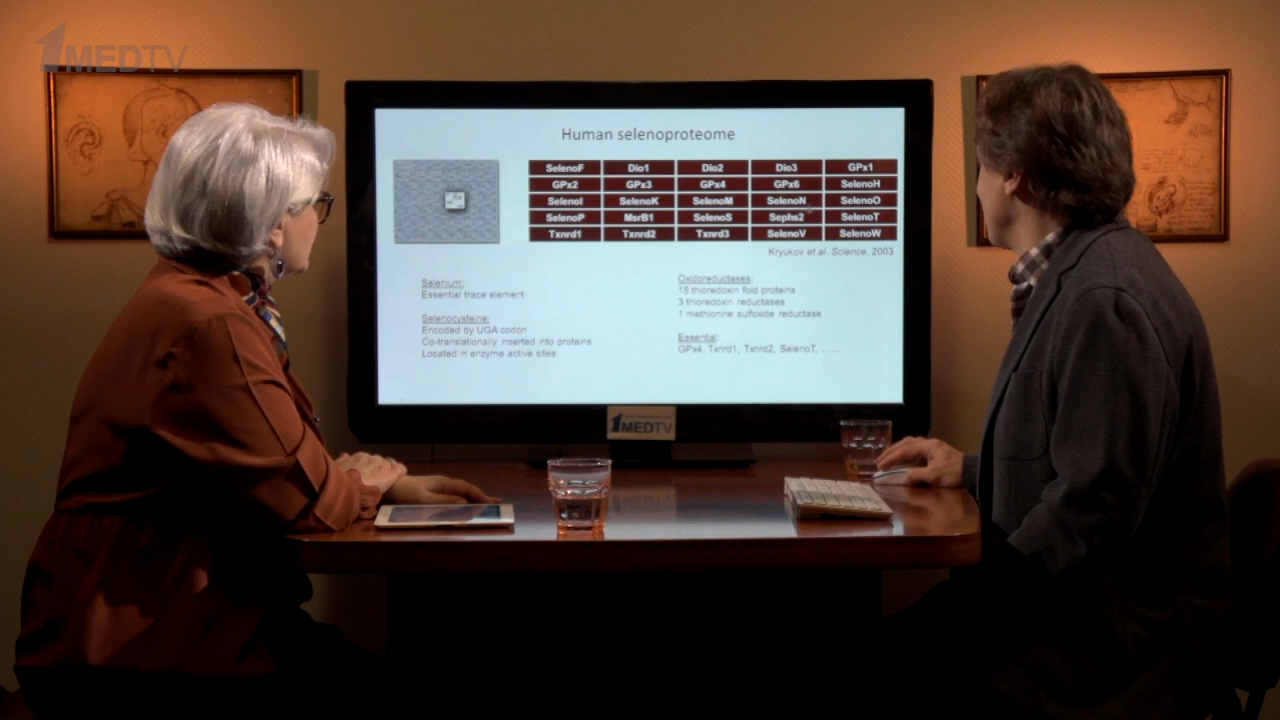 1MEDTV
Human selenoproteome
SelenoF Dio1 Dio2 Dio3 GPx1
GPx2 GPx3 GPx4 GPx6 SelenoH
SelenoI SelenoK SelenoM SelenoN SelenoO
SelenoP MsrB1 SelenoS Sephs2 SelenoT
Txnrd1 Txnrd2 Txnrd3 SelenoV SelenoW
Kryukov et al. Science, 2003
Selenium:
Essential trace element
Selenocysteine:
Encoded by UGA codon
Co-translationally inserted into proteins
Located in enzyme active sites
Oxidoreductases:
15 thioredoxin fold proteins
3 thioredoxin reductases
1 methionine sulfoxide reductase
Essential:
GPx4, Txnrd1, Txnrd2, SelenoT, ......
1MEDTV